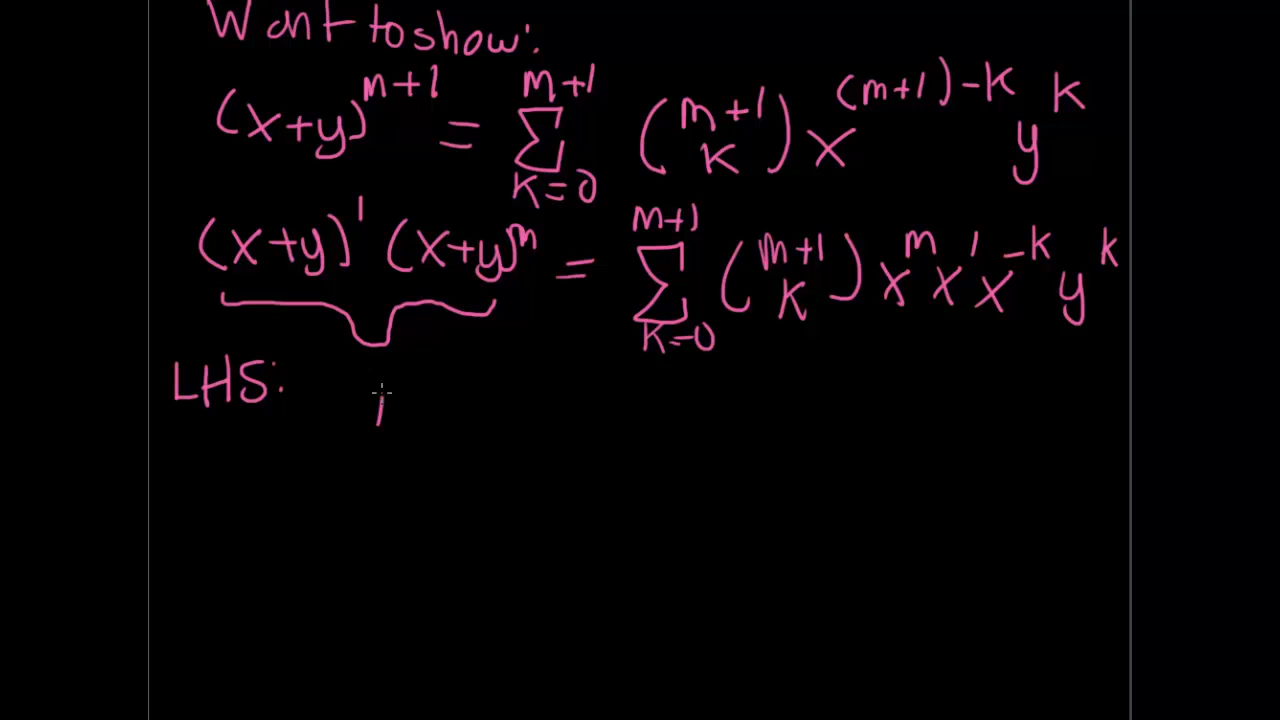 Want to show:
(x+y)^{m+1} = \sum_{k=0}^{m+1} \binom{m+1}{k} x^{(m+1)-k} y^k
(x+y)^1 (x+y)^m = \sum_{k=0}^{m+1} \binom{m+1}{k} x^m x^1 x^{-k} y^k
LHS: